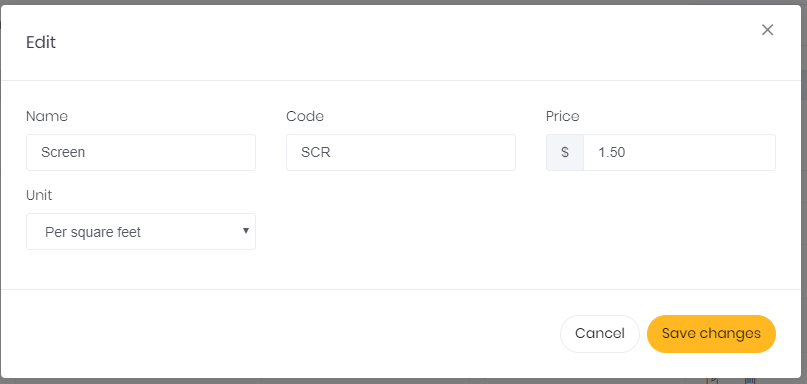 Edit
×
Name Code Price
Screen SCR $ 1.50
Unit
Per square feet
Cancel Save changes